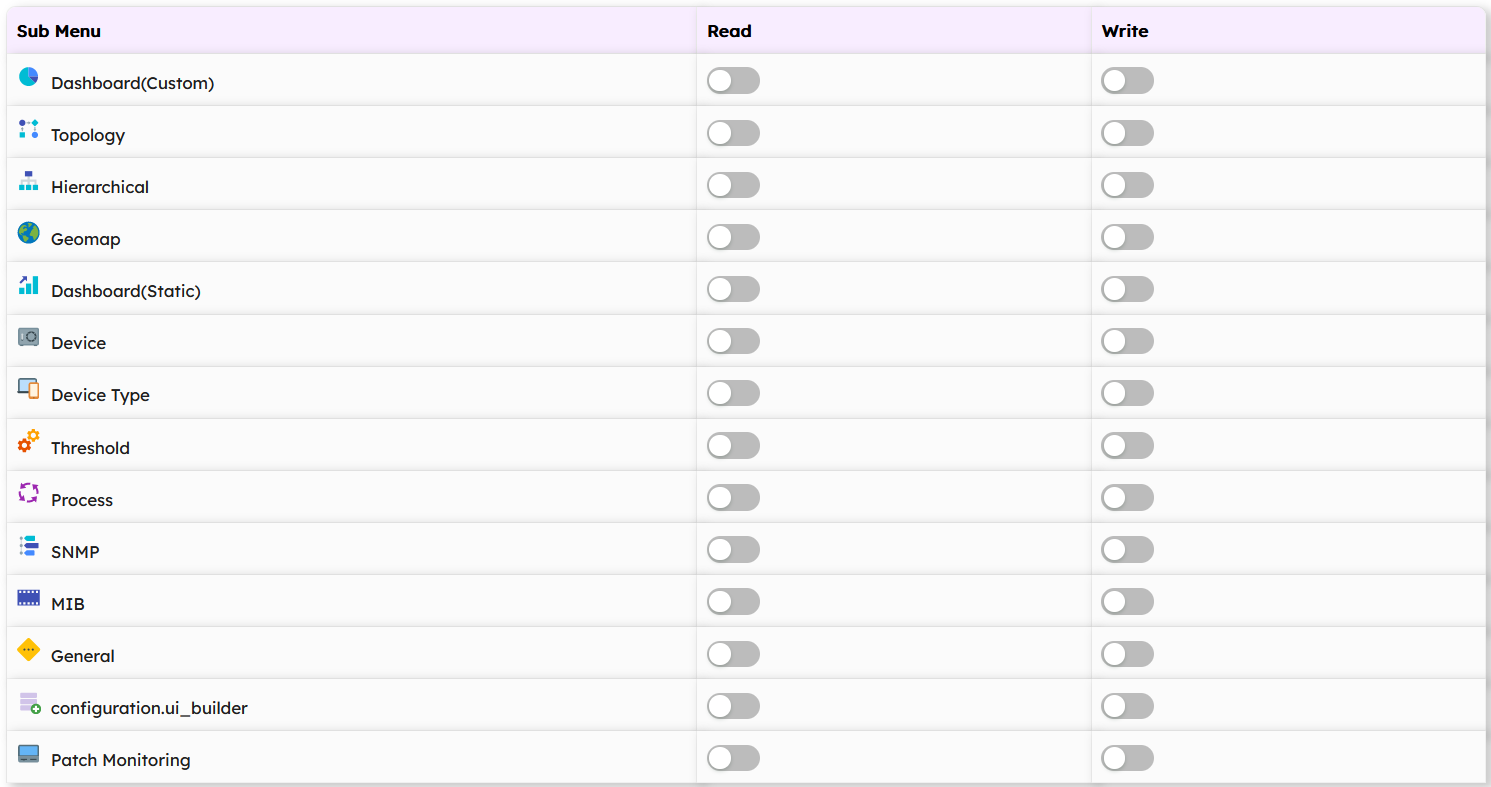 Sub Menu Read Write
Dashboard(Custom)
Topology
Hierarchical
Geomap
Dashboard(Static)
Device
Device Type
Threshold
Process
SNMP
MIB
General
configuration.ui_builder
Patch Monitoring